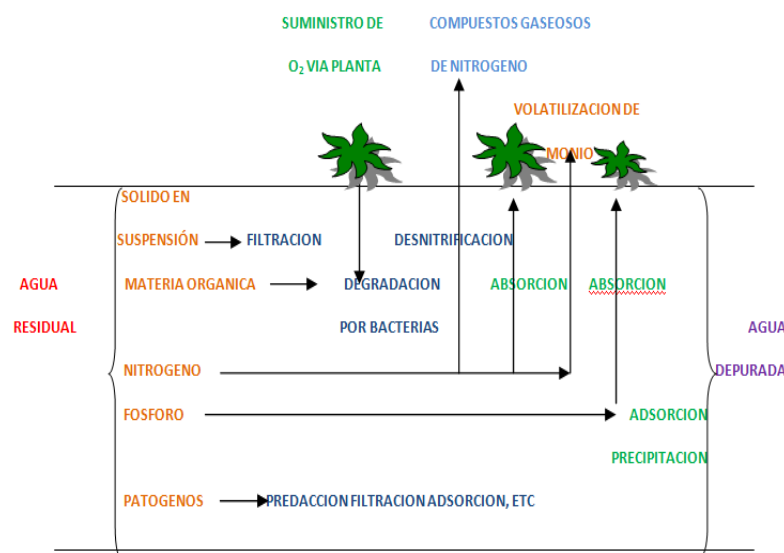 SUMINISTRO DE
O₂ VIA PLANTA
COMPUESTOS GASEOSOS
DE NITROGENO
VOLATILIZACION DE
MONIO
SOLIDO EN
SUSPENSIÓN
FILTRACION
DESNITRIFICACION
AGUA
RESIDUAL
MATERIA ORGANICA
DEGRADACION
POR BACTERIAS
ABSORCION
ABSORCION
AGUA
DEPURADA
NITROGENO
FOSFORO
ADSORCION
PRECIPITACION
PATOGENOS
PREDACCION FILTRACION ADSORCION, ETC